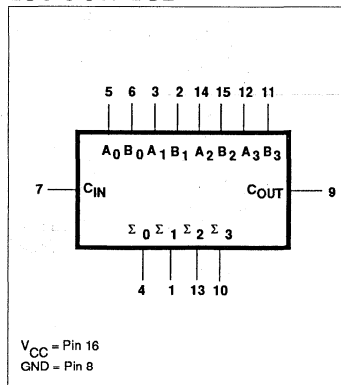 5 6 3 2 14 15 12 11
A0 B0 A1 B1 A2 B2 A3 B3
7 CIN COUT 9
Σ0 Σ1 Σ2 Σ3
4 1 13 10
VCC = Pin 16
GND = Pin 8